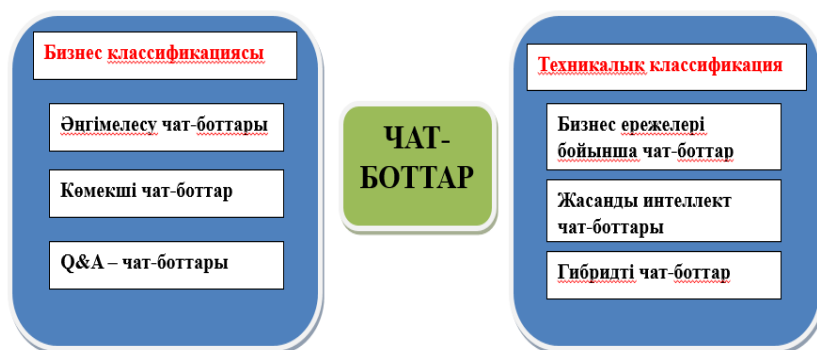 Бизнес классификациясы
Әңгімелесу чат-боттары
Көмекші чат-боттар
Q&A – чат-боттары
ЧАТ-
БОТТАР
Техникалық классификация
Бизнес ережелері
бойынша чат-боттар
Жасанды интеллект
чат-боттары
Гибридті чат-боттар